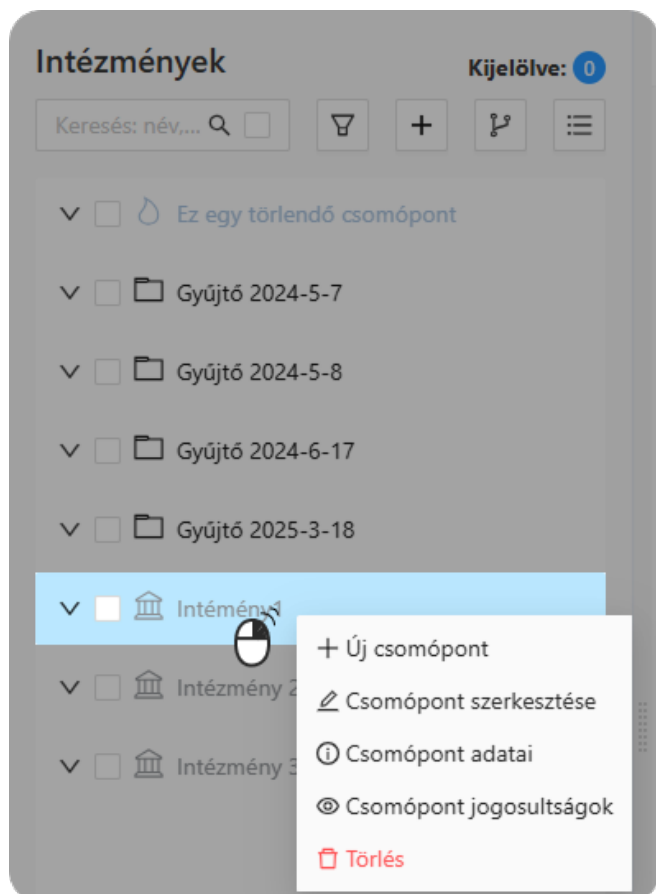 Intézmények
Kijelölve: 0
Keresés: név,...
Ez egy törlendő csomópont
Gyűjtő 2024-5-7
Gyűjtő 2024-5-8
Gyűjtő 2024-6-17
Gyűjtő 2025-3-18
Intémény1
Új csomópont
Intézmény 2
Csomópont szerkesztése
Csomópont adatai
Intézmény 3
Csomópont jogosultságok
Törlés